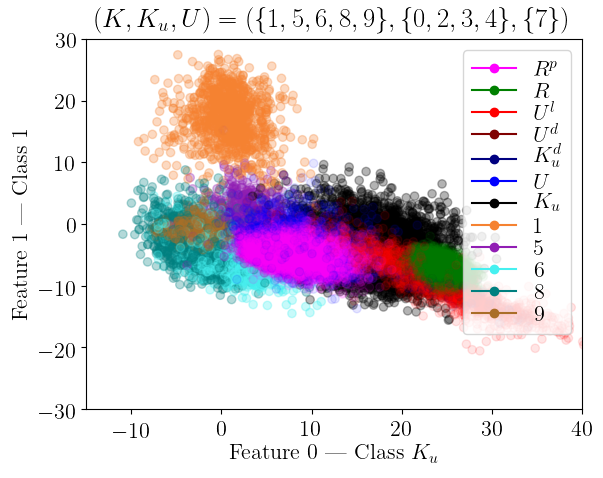 (K, K_u, U) = ({1, 5, 6, 8, 9}, {0, 2, 3, 4}, {7})
30
20
10
0
−10
−20
−30
Feature 1 — Class 1
−10 0 10 20 30 40
Feature 0 — Class K_u
R^p
R
U^l
U^d
K_u^d
U
K_u
1
5
6
8
9